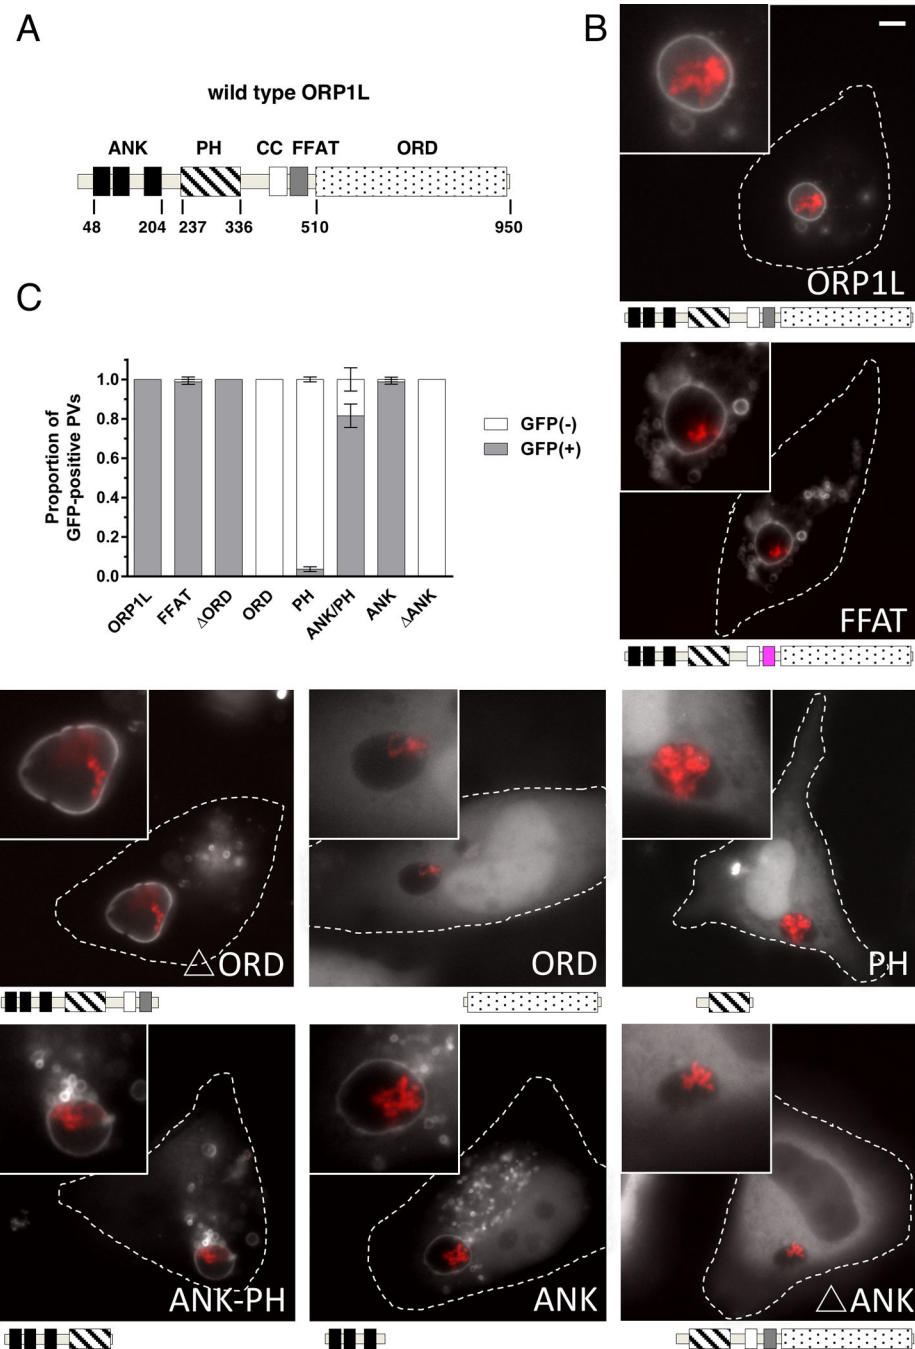 A
wild type ORP1L
ANK PH CC FFAT ORD
48 204 237 336 510 950
B
ORP1L
C
Proportion of
GFP-positive PVs
1.0
0.8
0.6
0.4
0.2
0.0
ORP1L FFAT ΔORD ORD PH ANK/PH ANK ΔANK
GFP(-)
GFP(+)
FFAT
△ORD
ORD
PH
ANK-PH
ANK
△ANK